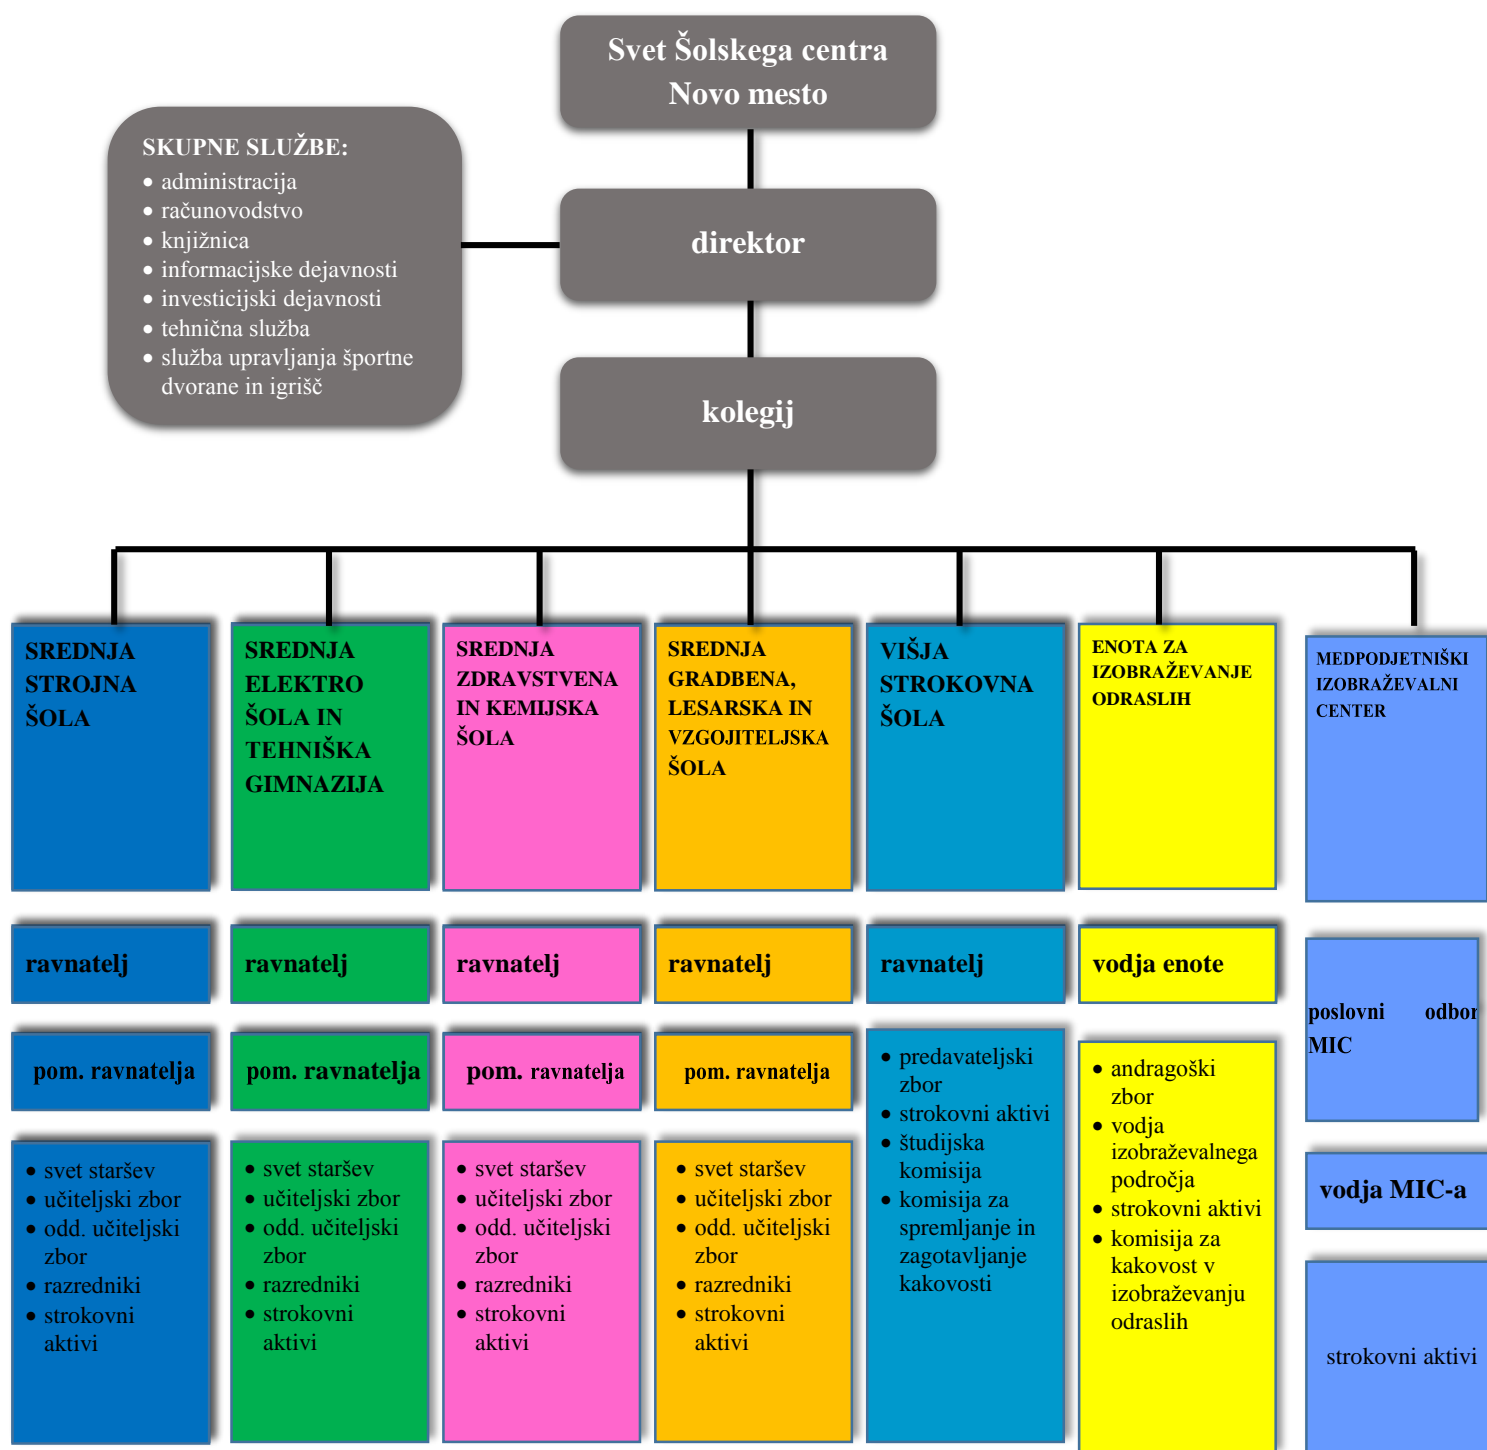 Svet Šolskega centra
Novo mesto
SKUPNE SLUŽBE:
• administracija
• računovodstvo
• knjižnica
• informacijske dejavnosti
• investicijski dejavnosti
• tehnična služba
• služba upravljanja športne
dvorane in igrišč
direktor
kolegij
SREDNJA
STROJNA
ŠOLA
SREDNJA
ELEKTRO
ŠOLA IN
TEHNIŠKA
GIMNAZIJA
SREDNJA
ZDRAVSTVENA
IN KEMIJSKA
ŠOLA
SREDNJA
GRADBENA,
LESARSKA IN
VZGOJITELJSKA
ŠOLA
VIŠJA
STROKOVNA
ŠOLA
ENOTA ZA
IZOBRAŽEVANJE
ODRASLIH
MEDPODJETNIŠKI
IZOBRAŽEVALNI
CENTER
ravnatelj
ravnatelj
ravnatelj
ravnatelj
ravnatelj
vodja enote
poslovni odbor
MIC
pom. ravnatelja
pom. ravnatelja
pom. ravnatelja
pom. ravnatelja
• predavateljski
zbor
• strokovni aktivi
• študijska
komisija
• komisija za
spremljanje in
zagotavljanje
kakovosti
• andragoški
zbor
• vodja
izobraževalnega
področja
• strokovni aktivi
• komisija za
kakovost v
izobraževanju
odraslih
vodja MIC-a
• svet staršev
• učiteljski zbor
• odd. učiteljski
zbor
• razredniki
• strokovni
aktivi
• svet staršev
• učiteljski zbor
• odd. učiteljski
zbor
• razredniki
• strokovni
aktivi
• svet staršev
• učiteljski zbor
• odd. učiteljski
zbor
• razredniki
• strokovni
aktivi
• svet staršev
• učiteljski zbor
• odd. učiteljski
zbor
• razredniki
• strokovni
aktivi
strokovni aktivi